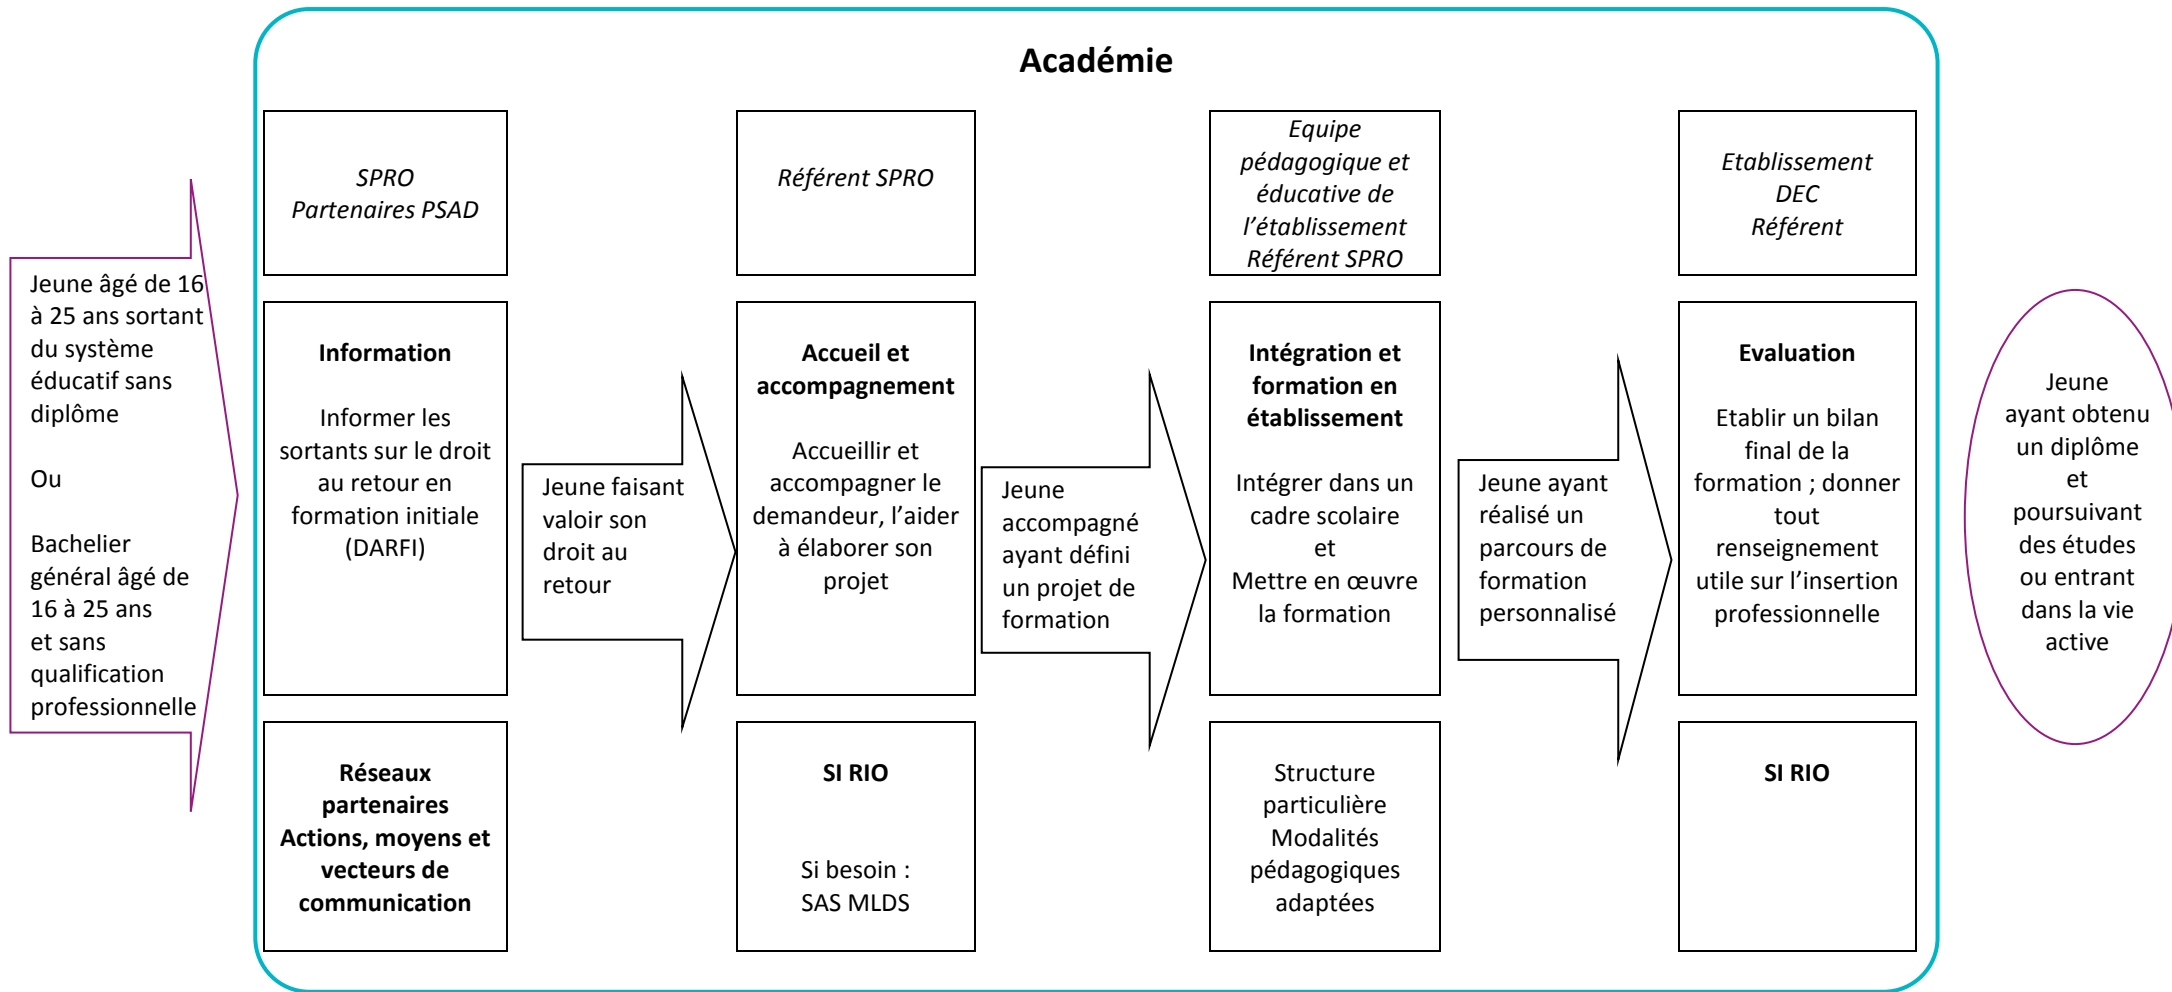 Académie
Jeune âgé de 16
à 25 ans sortant
du système
éducatif sans
diplôme
Ou
Bachelier
général âgé de
16 à 25 ans
et sans
qualification
professionnelle
SPRO
Partenaires PSAD
Information
Informer les
sortants sur le droit
au retour en
formation initiale
(DARFI)
Réseaux
partenaires
Actions, moyens et
vecteurs de
communication
Jeune faisant
valoir son
droit au
retour
Référent SPRO
Accueil et
accompagnement
Accueillir et
accompagner le
demandeur, l’aider
à élaborer son
projet
SI RIO
Si besoin :
SAS MLDS
Jeune
accompagné
ayant défini
un projet de
formation
Equipe
pédagogique et
éducative de
l’établissement
Référent SPRO
Intégration et
formation en
établissement
Intégrer dans un
cadre scolaire
et
Mettre en œuvre
la formation
Structure
particulière
Modalités
pédagogiques
adaptées
Jeune ayant
réalisé un
parcours de
formation
personnalisé
Etablissement
DEC
Référent
Evaluation
Etablir un bilan
final de la
formation ; donner
tout
renseignement
utile sur l’insertion
professionnelle
SI RIO
Jeune
ayant obtenu
un diplôme
et
poursuivant
des études
ou entrant
dans la vie
active